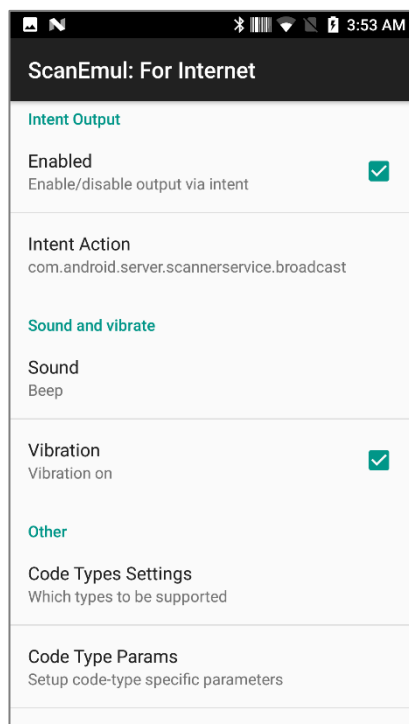 3:53 AM
ScanEmul: For Internet
Intent Output
Enabled
Enable/disable output via intent
Intent Action
com.android.server.scannerservice.broadcast
Sound and vibrate
Sound
Beep
Vibration
Vibration on
Other
Code Types Settings
Which types to be supported
Code Type Params
Setup code-type specific parameters